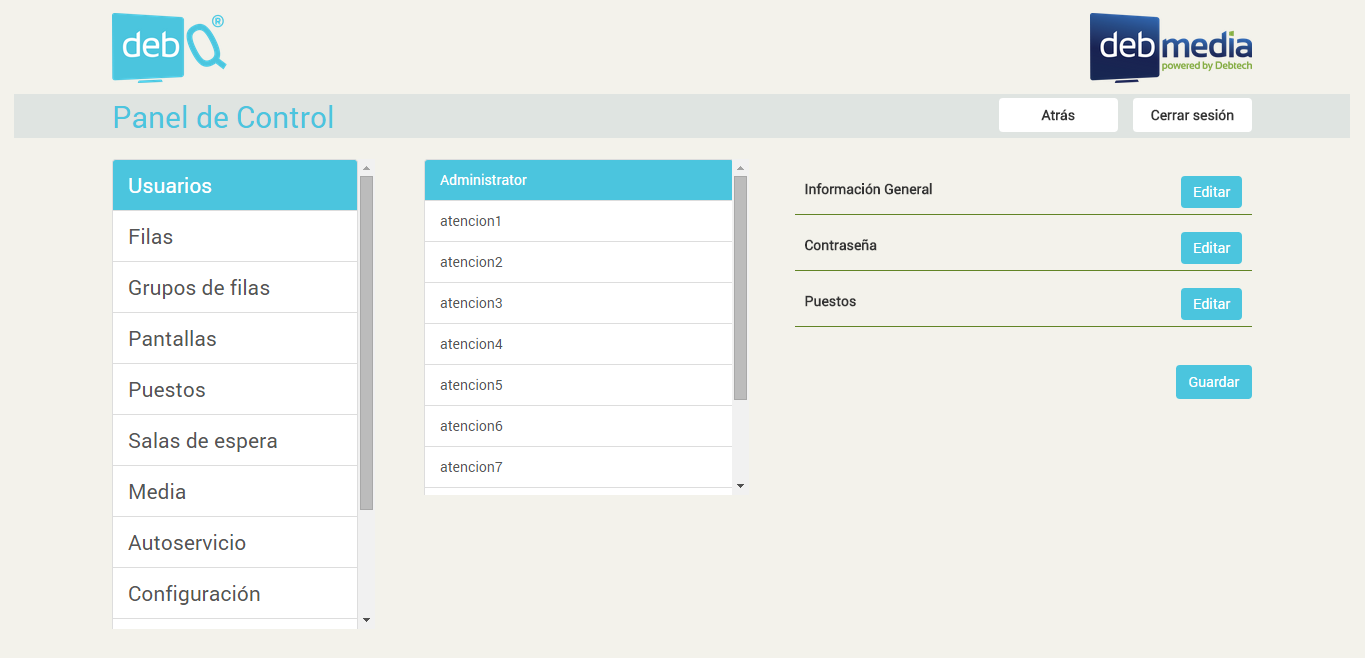 debQ®
debmedia
powered by Debtech
Panel de Control
Atrás
Cerrar sesión
Usuarios
Filas
Grupos de filas
Pantallas
Puestos
Salas de espera
Media
Autoservicio
Configuración
Administrator
atencion1
atencion2
atencion3
atencion4
atencion5
atencion6
atencion7
Información General
Editar
Contraseña
Editar
Puestos
Editar
Guardar